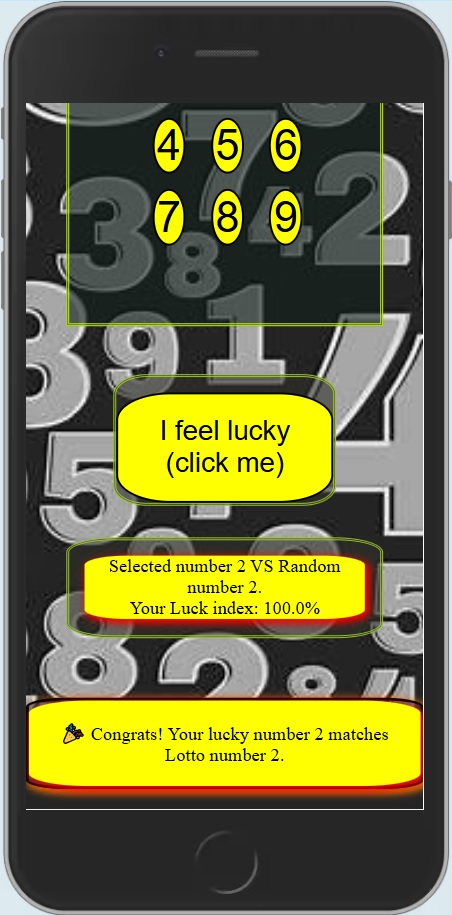 4 5 6
7 8 9
I feel lucky
(click me)
Selected number 2 VS Random
number 2.
Your Luck index: 100.0%
🎉 Congrats! Your lucky number 2 matches
Lotto number 2.